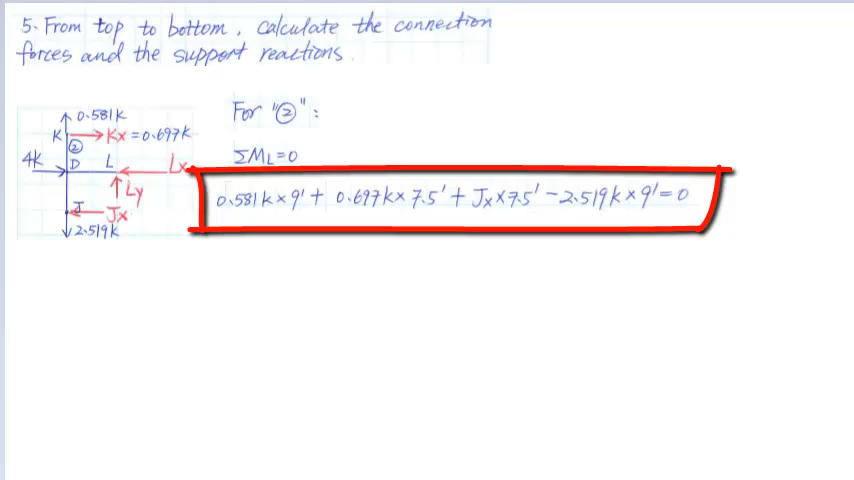 5. From top to bottom, calculate the connection
forces and the support reactions.
For "②":
0.581K
K Kx = 0.697K
②
4K D L Lx
ΣM_L=0
Ly
0.581k × 9' + 0.697k × 7.5' + Jx × 7.5' - 2.519k × 9' = 0
J Jx
2.519K